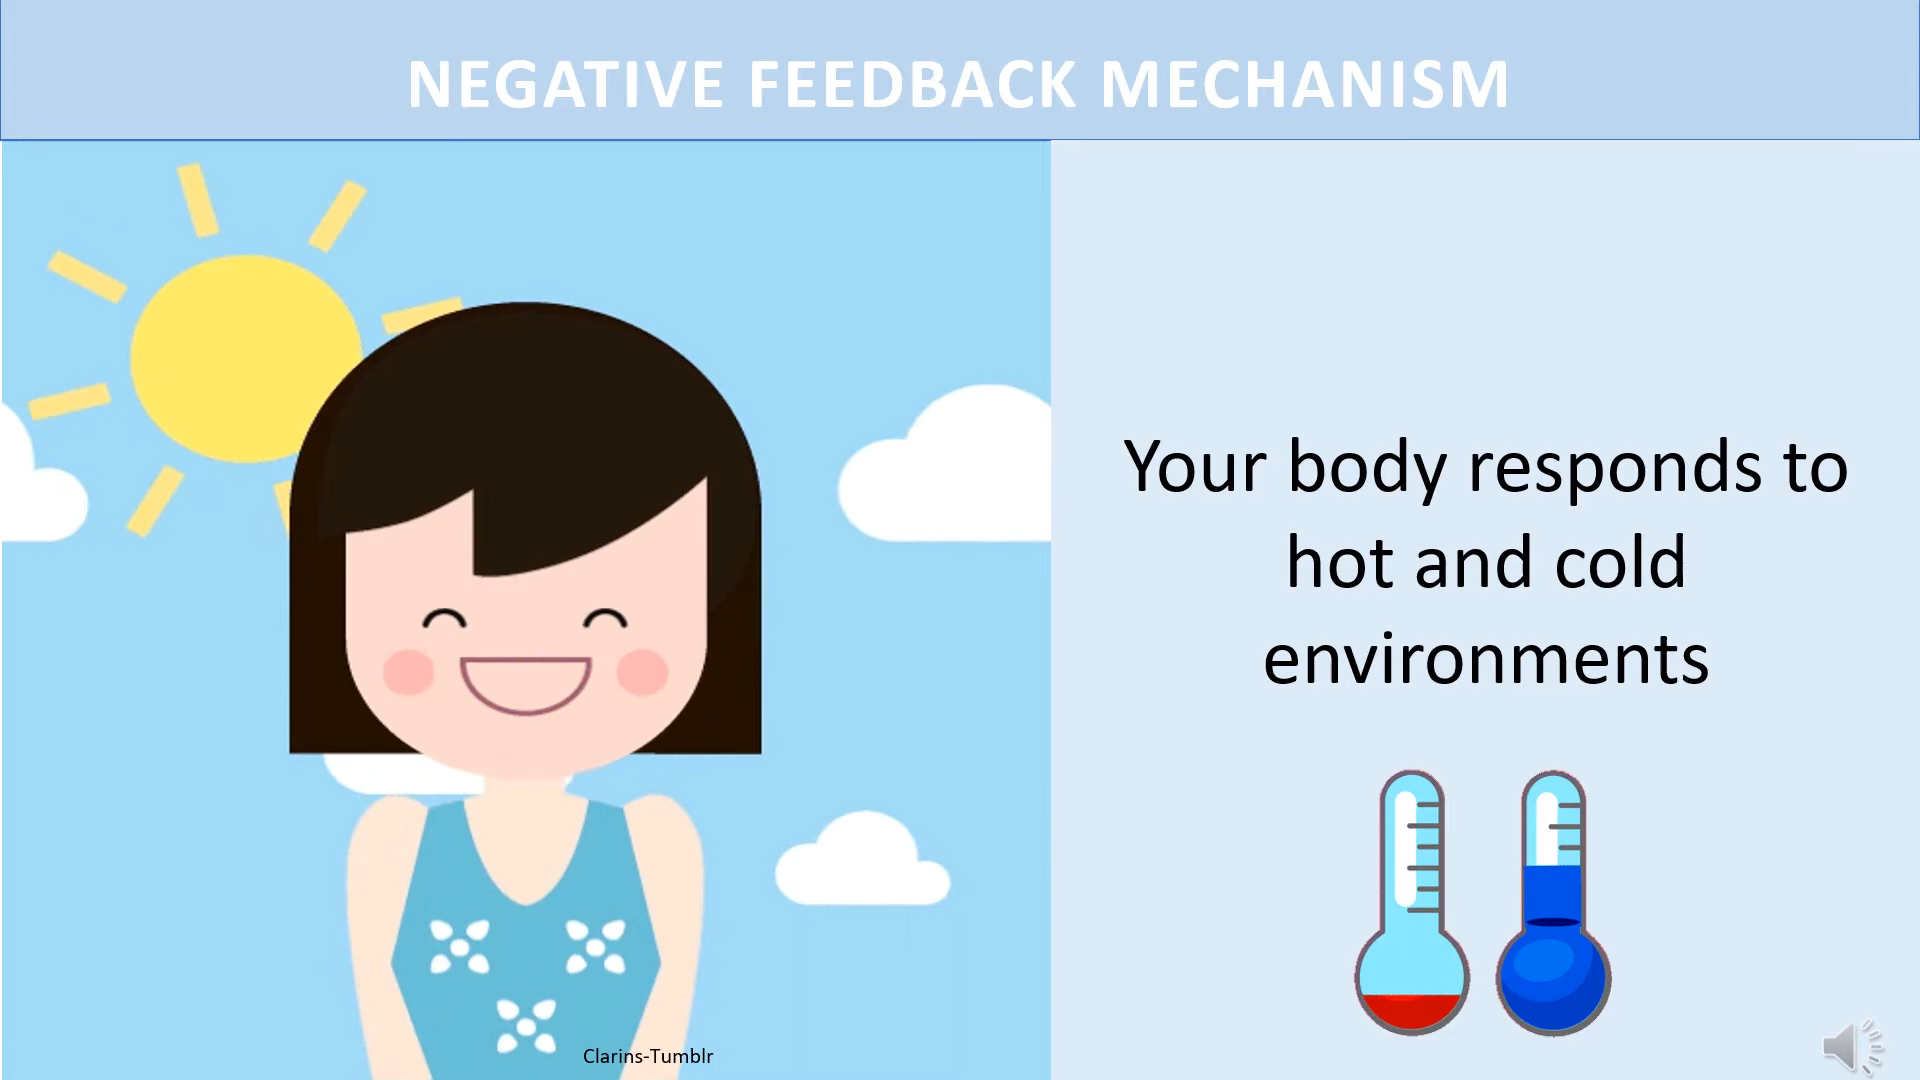 NEGATIVE FEEDBACK MECHANISM
Your body responds to
hot and cold
environments
Clarins-Tumblr